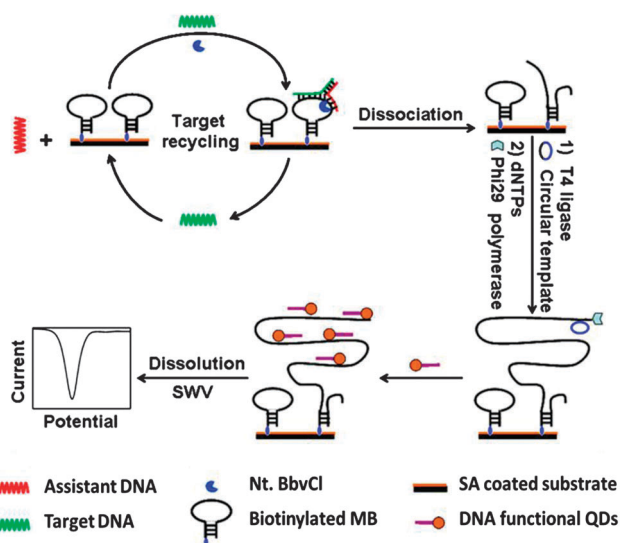 +
Target
recycling
Dissociation
1) T4 ligase
Circular template
2) dNTPs
Phi29 polymerase
Dissolution
SWV
Current
Potential
Assistant DNA
Nt. BbvCl
SA coated substrate
Target DNA
Biotinylated MB
DNA functional QDs